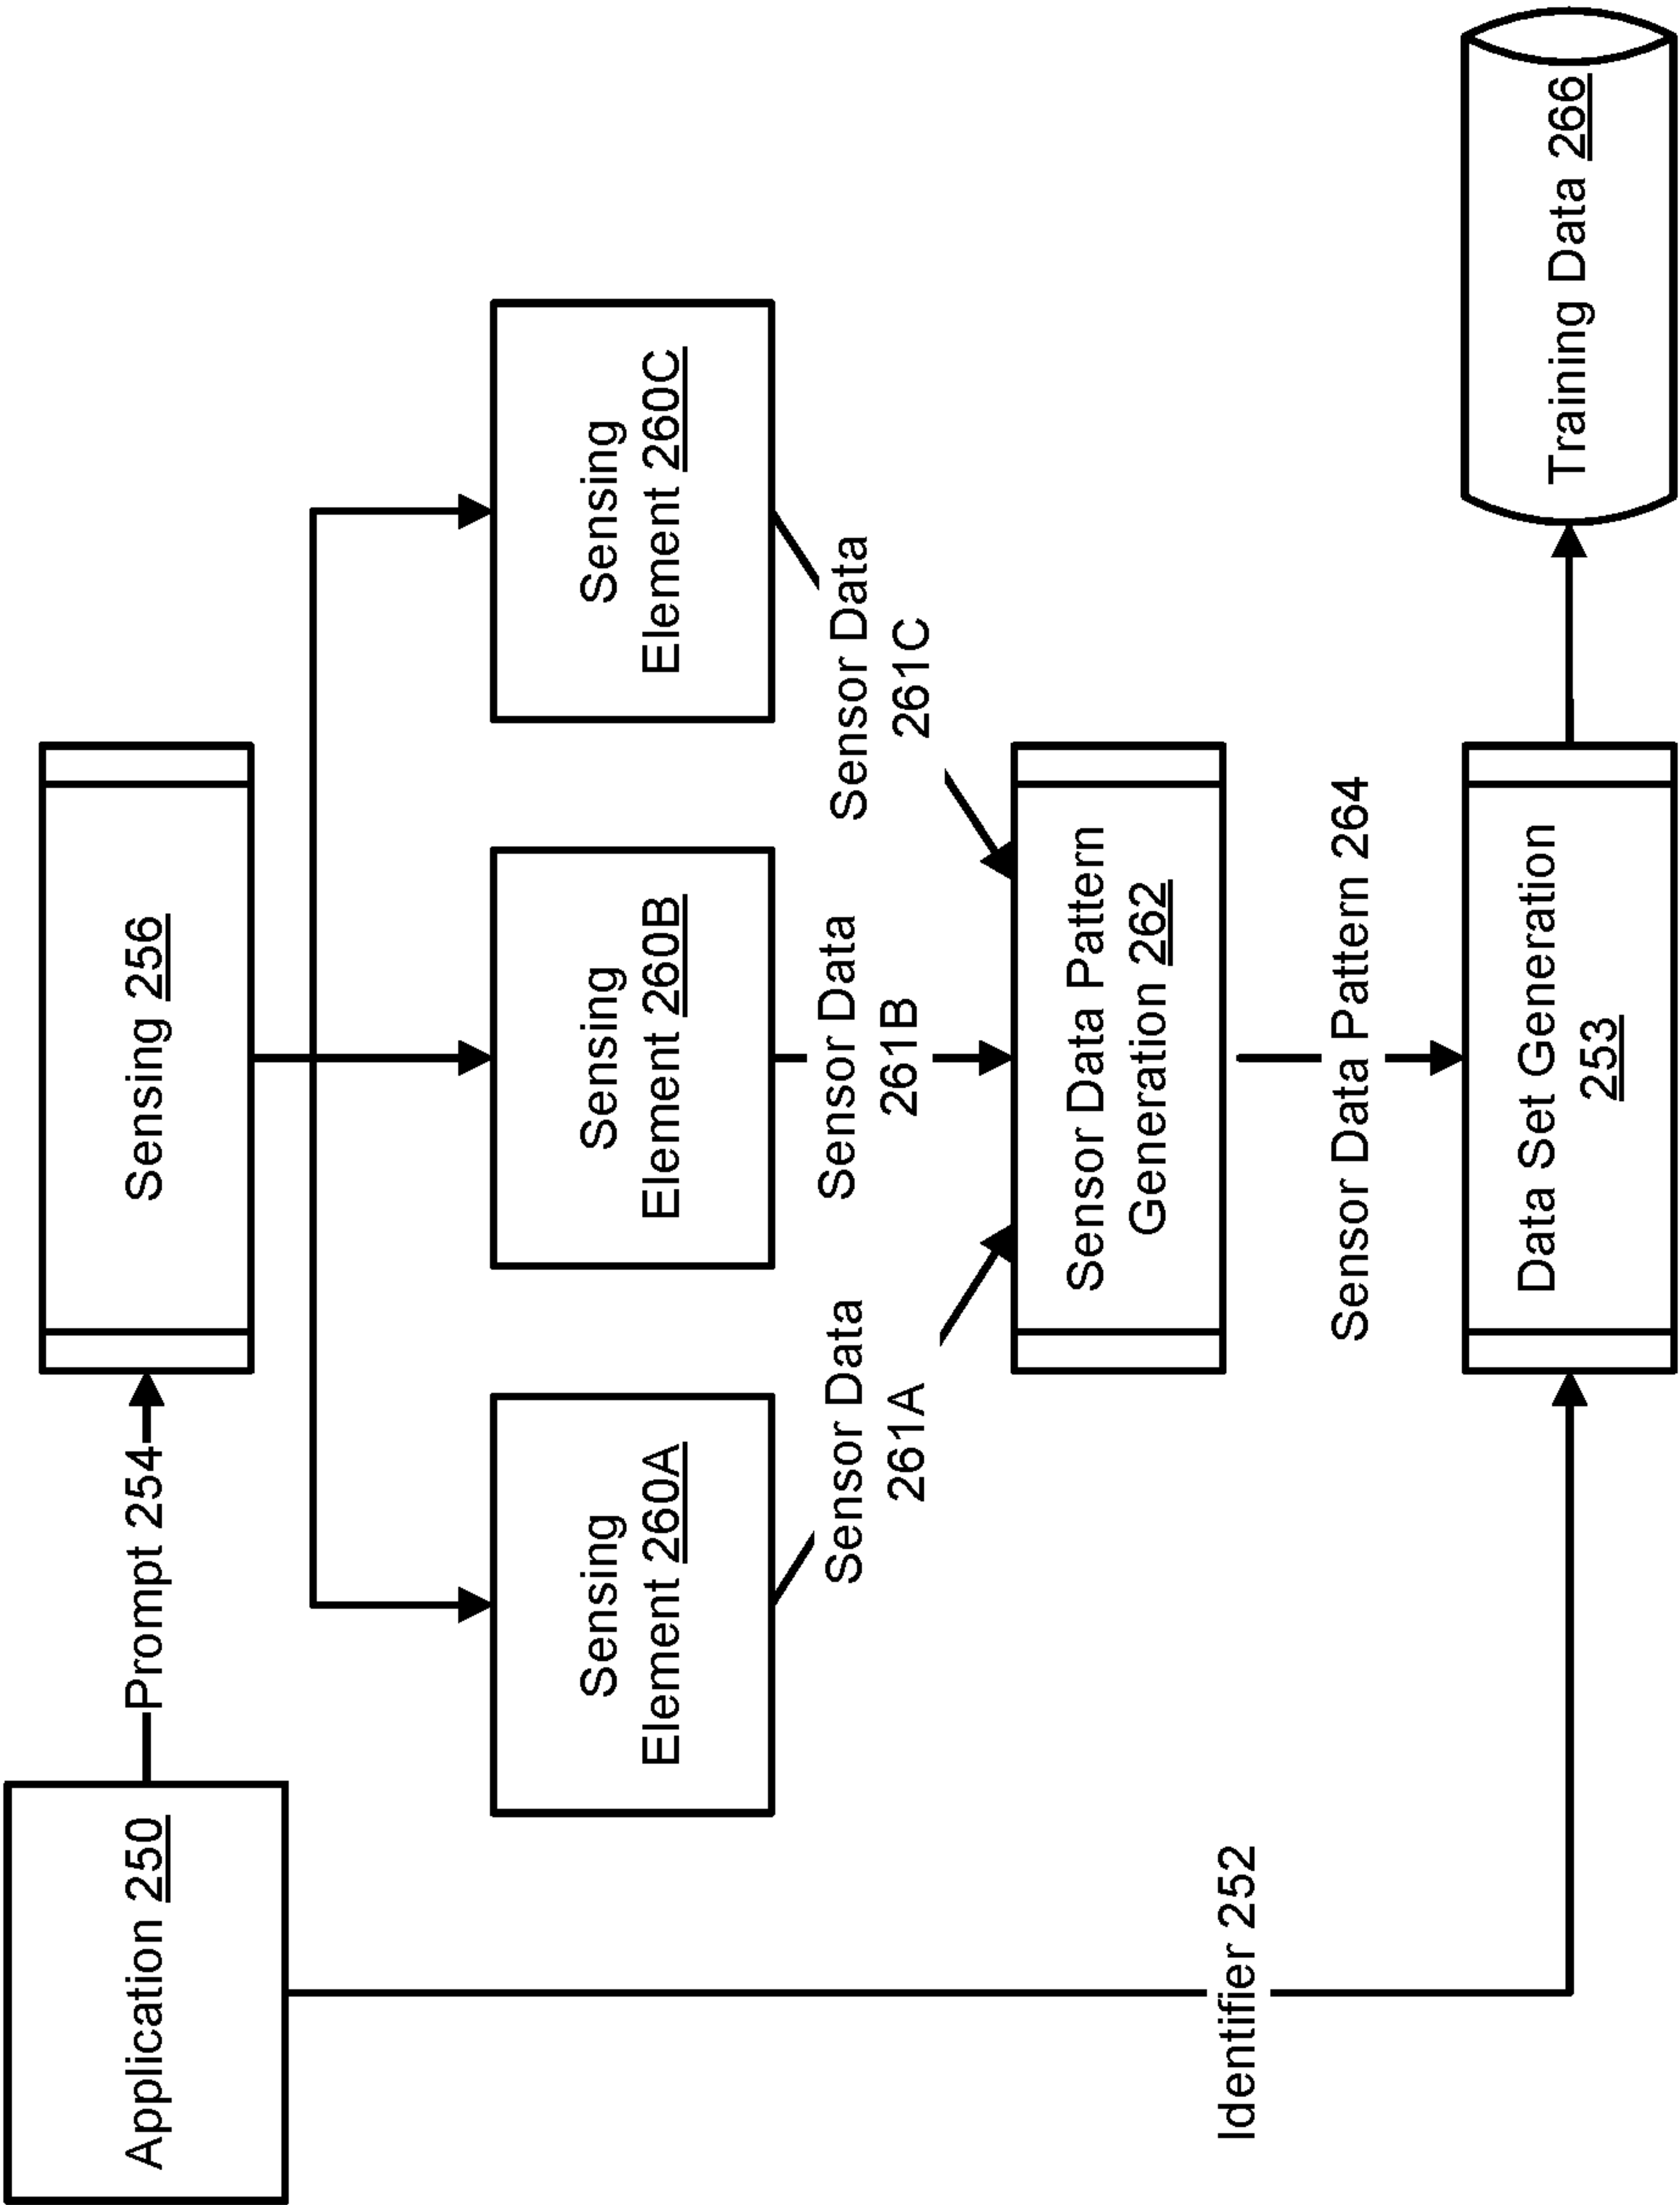 Application 250
Prompt 254
Sensing 256
Sensing
Element 260A
Sensing
Element 260B
Sensing
Element 260C
Sensor Data
261A
Sensor Data
261B
Sensor Data
261C
Sensor Data Pattern
Generation 262
Identifier 252
Sensor Data Pattern 264
Data Set Generation
253
Training Data 266